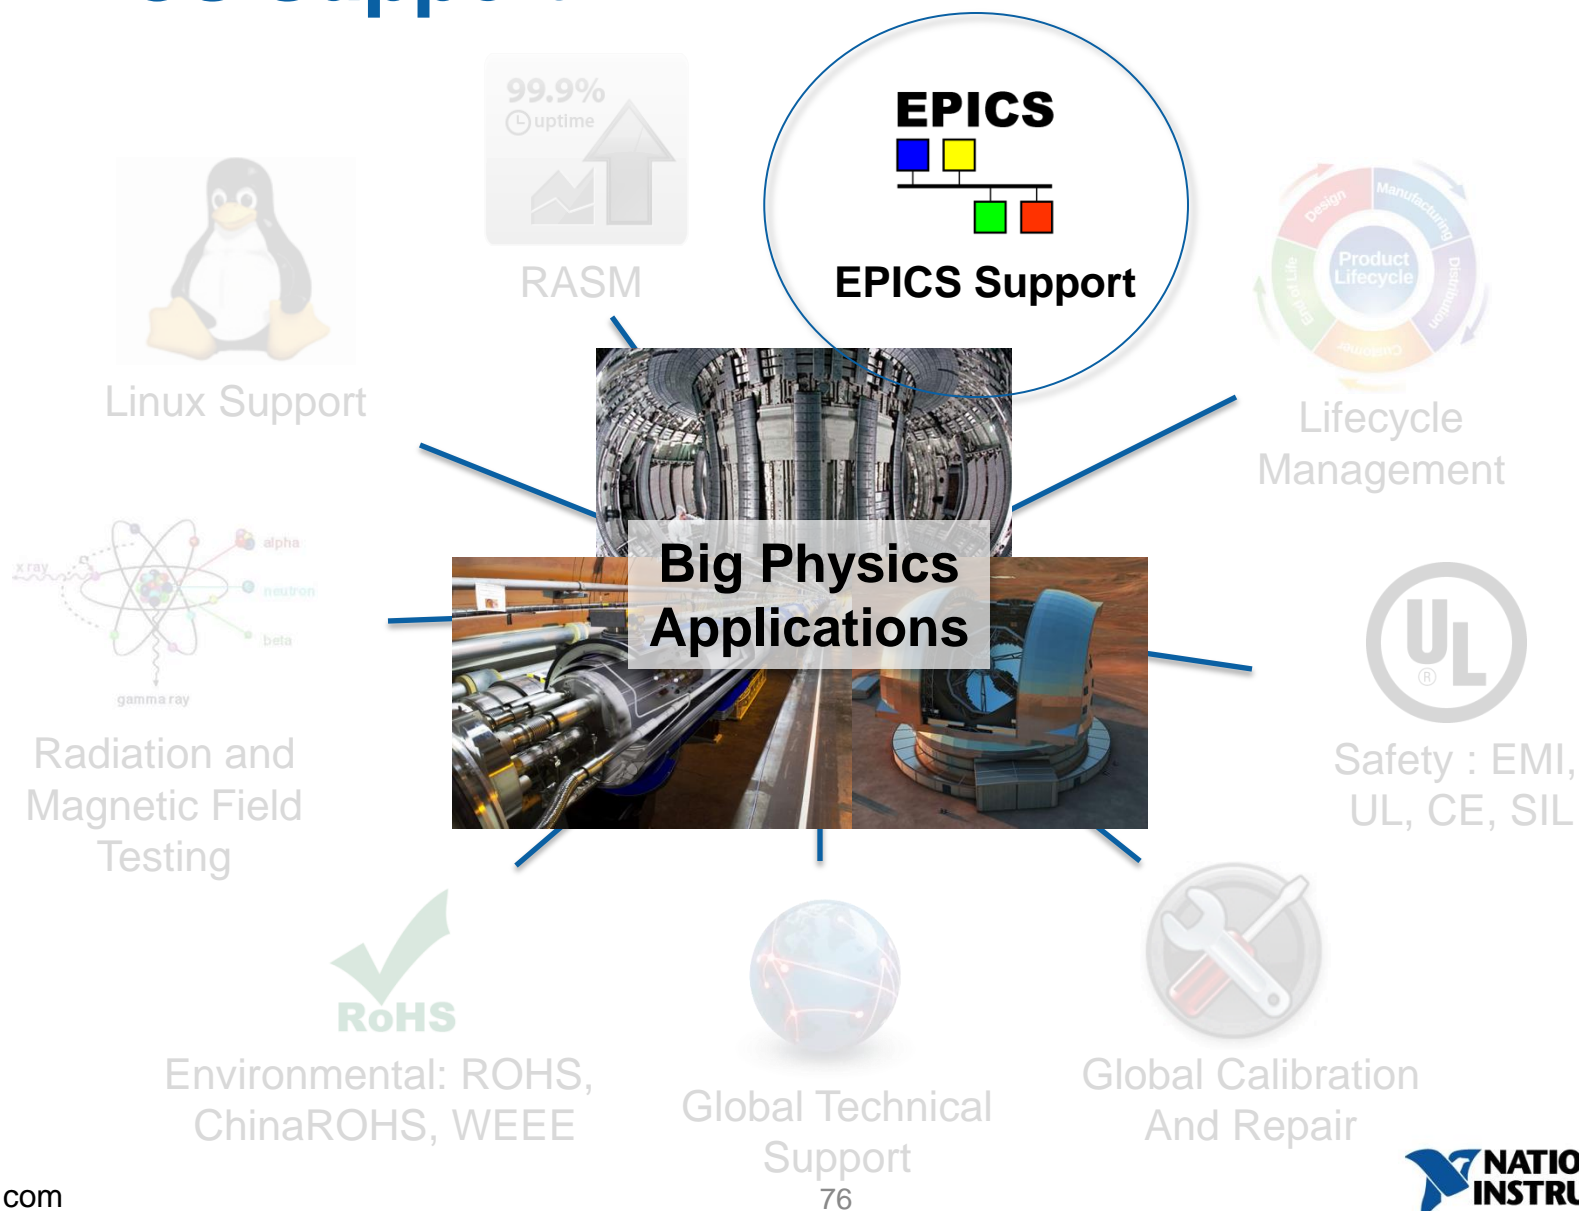 CS Support
99.9%
uptime
RASM
EPICS
EPICS Support
Linux Support
Design
Manufacturing
Distribution
Customer
End of Life
Product
Lifecycle
Lifecycle
Management
Big Physics
Applications
x ray
alpha
neutron
beta
gamma ray
Radiation and
Magnetic Field
Testing
UL
®
Safety : EMI,
UL, CE, SIL
RoHS
Environmental: ROHS,
ChinaROHS, WEEE
Global Technical
Support
Global Calibration
And Repair
com
76
NATIO
INSTRU